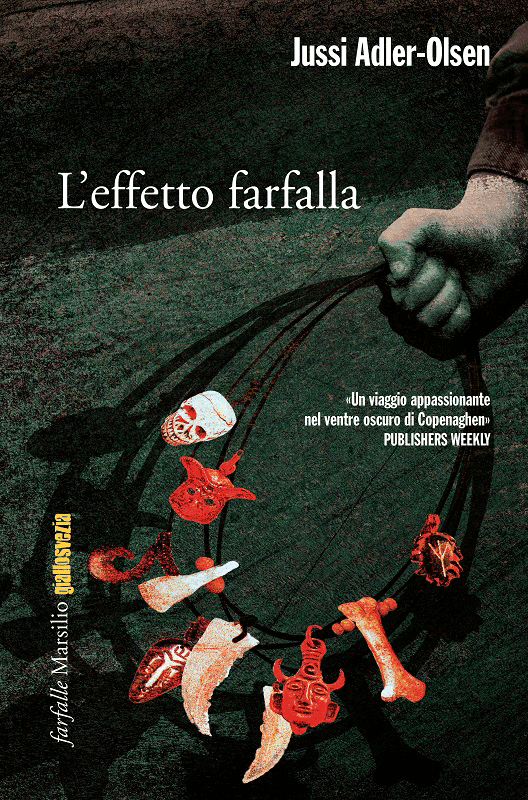 Jussi Adler-Olsen
L’effetto farfalla
«Un viaggio appassionante
nel ventre oscuro di Copenaghen»
PUBLISHERS WEEKLY
farfalle Marsilio giallosvezia